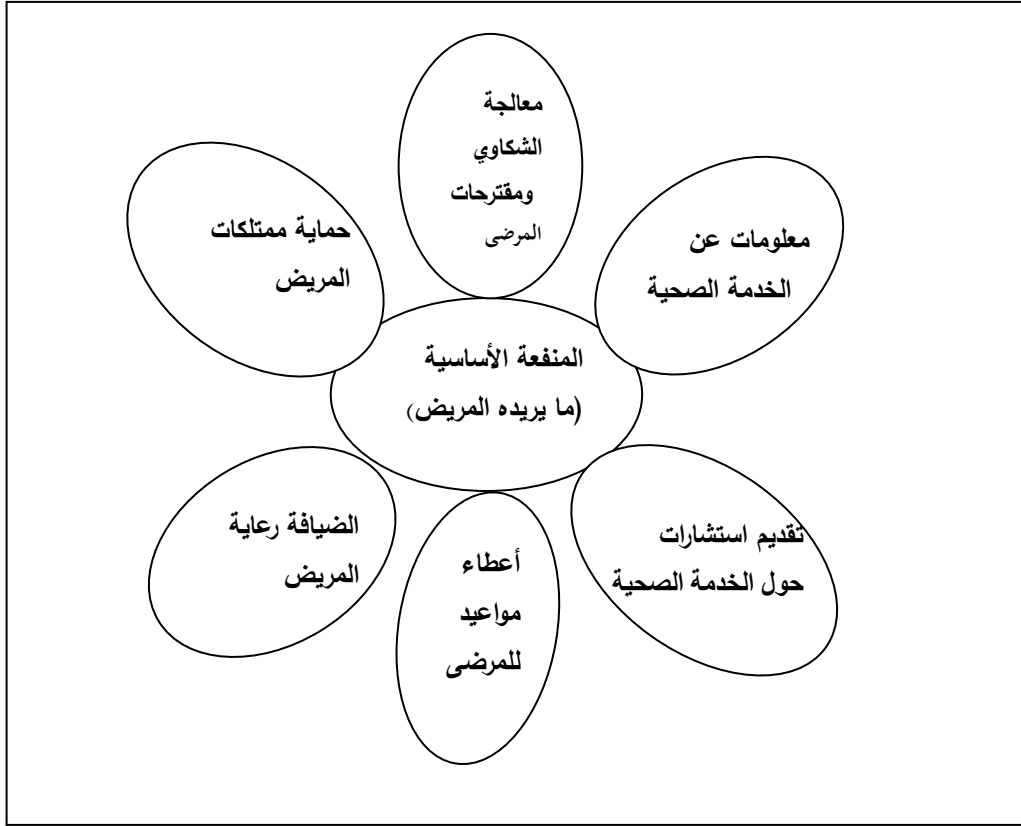 معالجة
الشكاوي
ومقترحات
المرضى
معلومات عن
الخدمة الصحية
حماية ممتلكات
المريض
المنفعة الأساسية
(ما يريده المريض)
تقديم استشارات
حول الخدمة الصحية
الضيافة رعاية
المريض
أعطاء
مواعيد
للمرضى